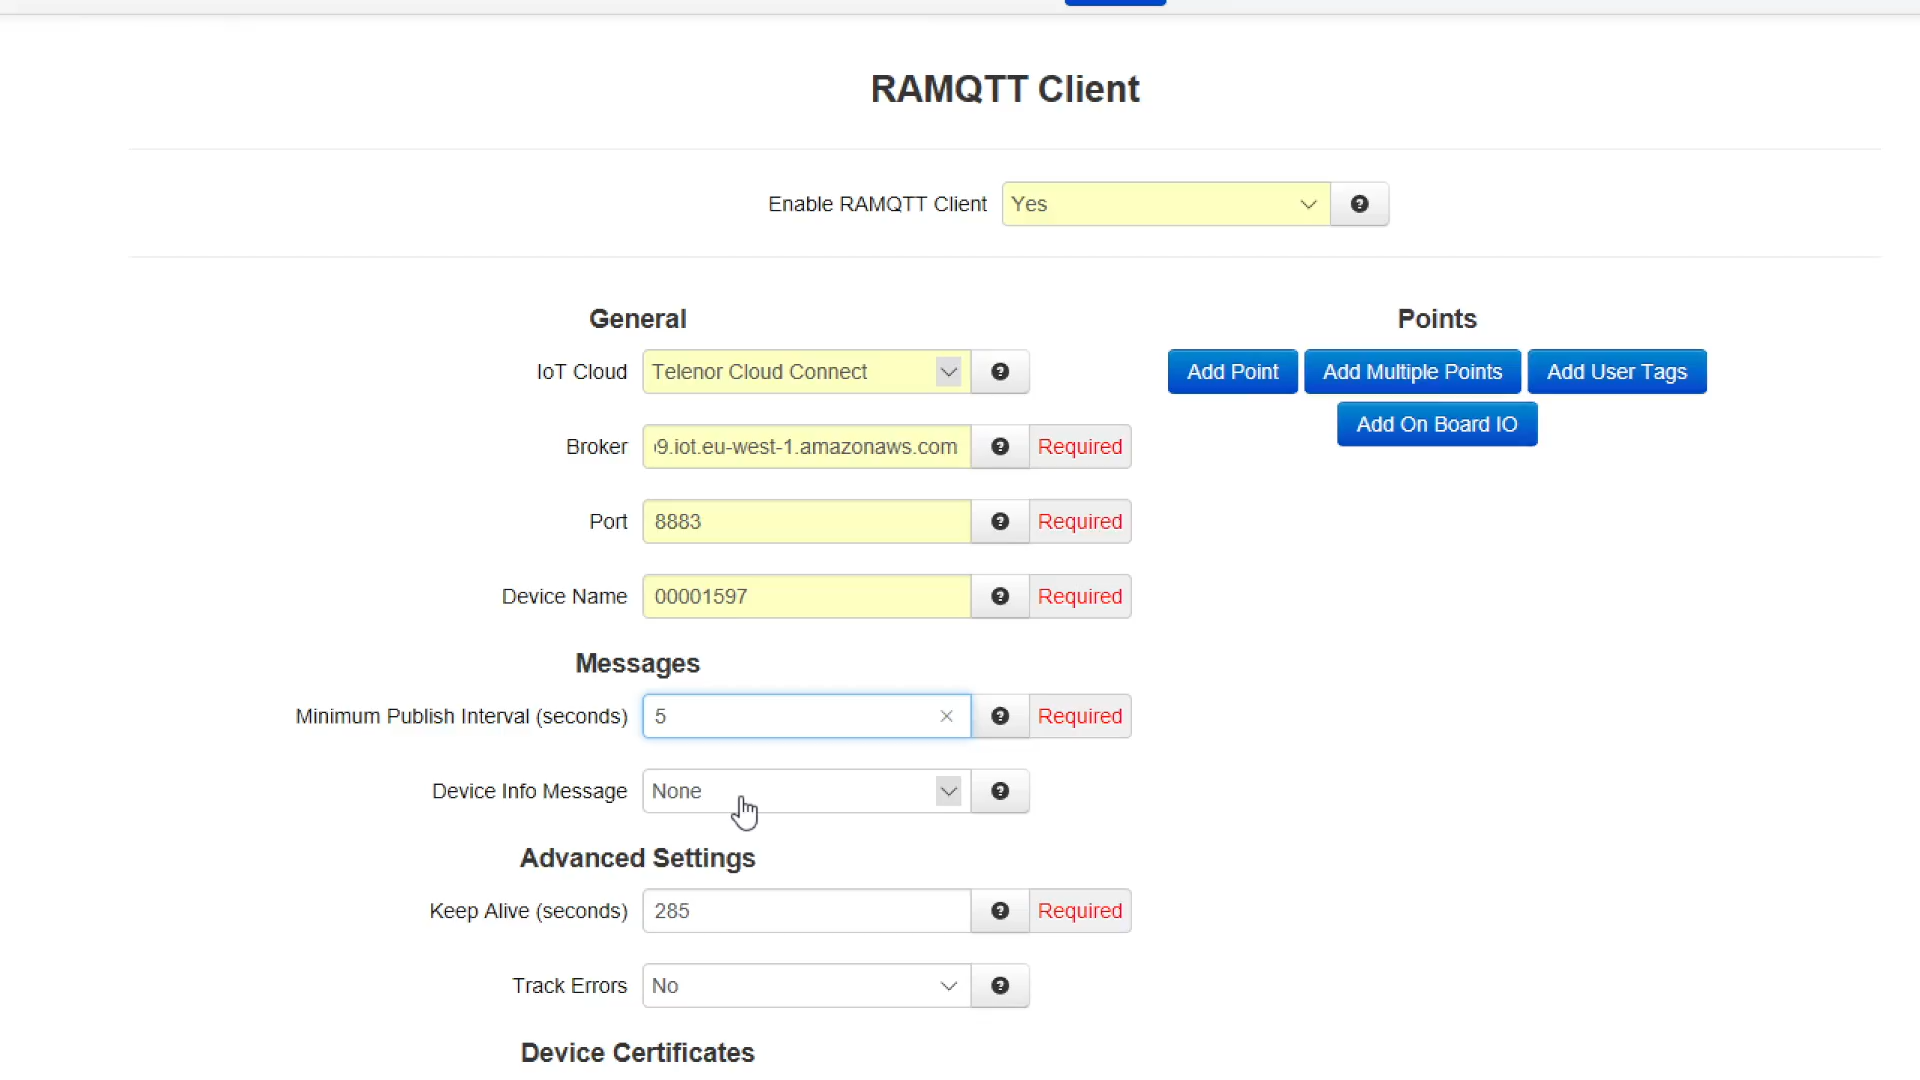 RAMQTT Client
Enable RAMQTT Client Yes
General
IoT Cloud Telenor Cloud Connect
Broker 9.iot.eu-west-1.amazonaws.com Required
Port 8883 Required
Device Name 00001597 Required
Messages
Minimum Publish Interval (seconds) 5 Required
Device Info Message None
Advanced Settings
Keep Alive (seconds) 285 Required
Track Errors No
Device Certificates
Points
Add Point Add Multiple Points Add User Tags
Add On Board IO